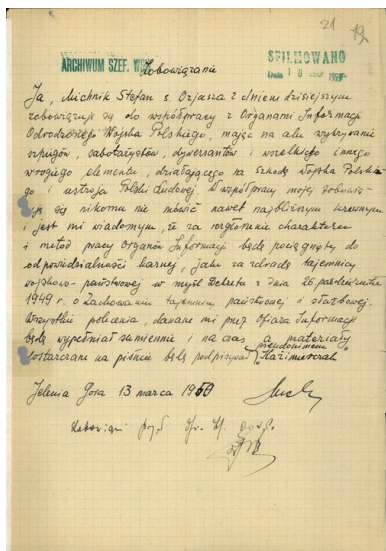 21 19
ARCHIWUM SZEF. WSW
SFILMOWANO
1 0 1999
Zobowiązanie
Ja, Michnik Stefan s. Ozjasza z dniem dzisiejszym
zobowiązuję się do współpracy z Organami Informacji
Odrodzonego Wojska Polskiego, mając na celu wykrywanie
szpiegów, sabotażystów, dywersantów i wszelkiego innego
wrogiego elementu, działającego na szkodę Wojska Polskie-
go i ustroju Polski Ludowej. O współpracy mojej zobowią-
zuję się nikomu nie mówić nawet najbliższym krewnym
i jest mi wiadomym, że za rozgłoszenie charakteru
i metod pracy Organów Informacji będę pociągnięty do
odpowiedzialności karnej, jako za zdradę tajemnicy
wojskowo-państwowej w myśl Dekretu z dnia 26 października
1949 r. o Zachowaniu tajemnicy państwowej i służbowej.
Wszystkie polecenia, dawane mi przez Oficera Informacji
będę wypełniał sumiennie i na czas, a materiały
dostarczane na piśmie będę podpisywał pseudonimem
"Kazimierczak"
Jelenia Góra 13 marca 1950